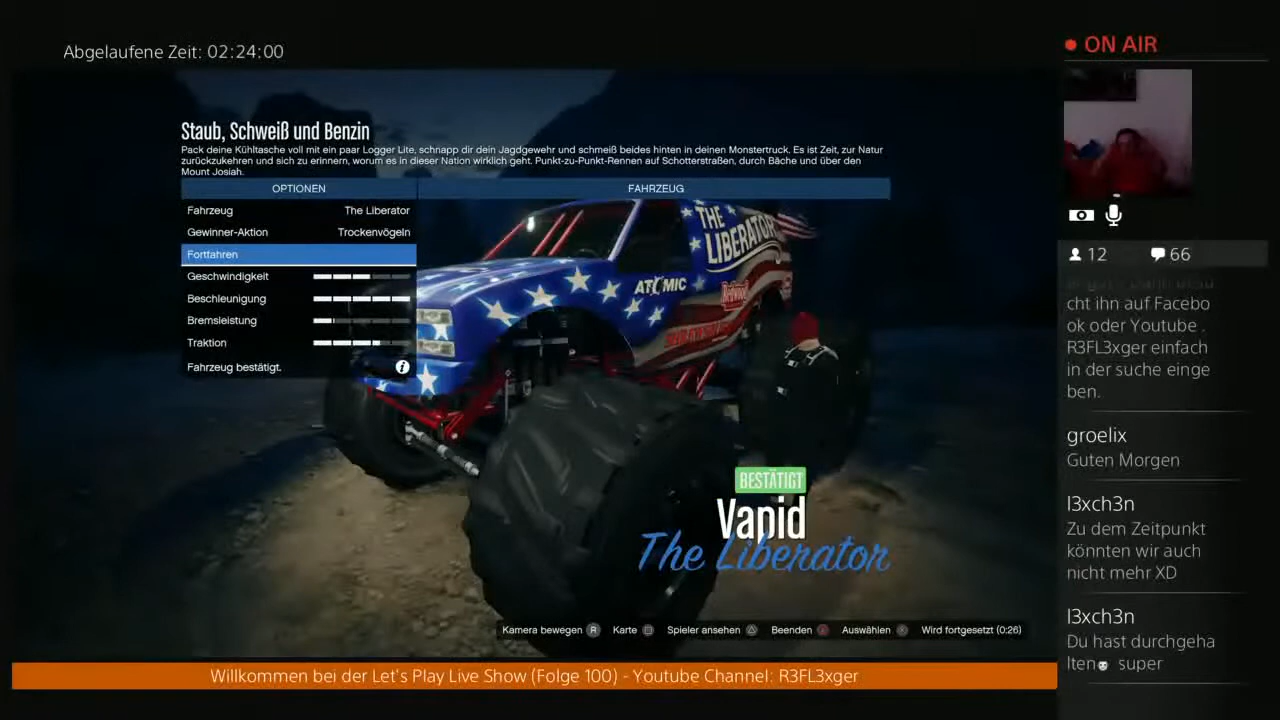 Abgelaufene Zeit: 02:24:00
ON AIR
Staub, Schweiß und Benzin
Pack deine Kühltasche voll mit ein paar Logger Lite, schnapp dir dein Jagdgewehr und schmeiß beides hinten in deinen Monstertruck. Es ist Zeit, zur Natur
zurückzukehren und sich zu erinnern, worum es in dieser Nation wirklich geht. Punkt-zu-Punkt-Rennen auf Schotterstraßen, durch Bäche und über den
Mount Josiah.
OPTIONEN
FAHRZEUG
Fahrzeug The Liberator
Gewinner-Aktion Trockenvögeln
Fortfahren
Geschwindigkeit
Beschleunigung
Bremsleistung
Traktion
Fahrzeug bestätigt.
THE
LIBERATOR
ATOMIC
Redwood
BESTÄTIGT
Vapid
The Liberator
Kamera bewegen R Karte Spieler ansehen Beenden Auswählen Wird fortgesetzt (0:26)
Willkommen bei der Let's Play Live Show (Folge 100) - Youtube Channel: R3FL3xger
12 66
cht ihn auf Facebo
ok oder Youtube .
R3FL3xger einfach
in der suche einge
ben.
groelix
Guten Morgen
l3xch3n
Zu dem Zeitpunkt
könnten wir auch
nicht mehr XD
l3xch3n
Du hast durchgeha
lten super